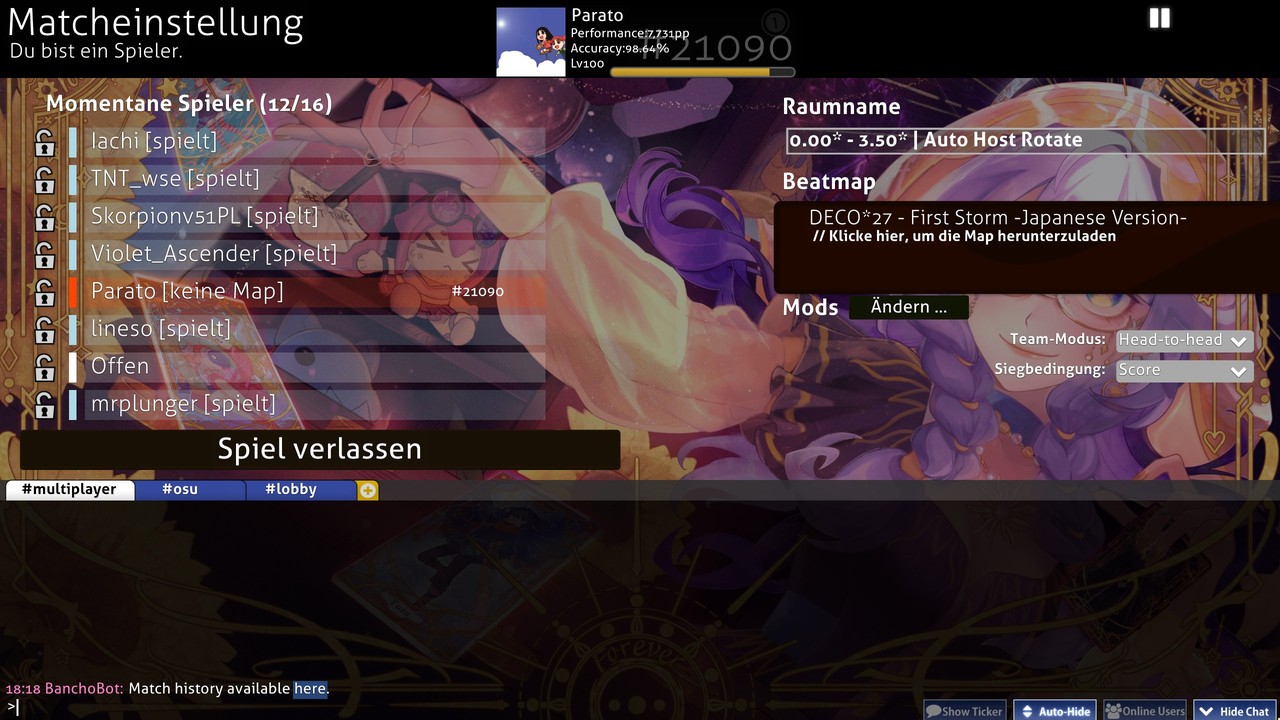 Matcheinstellung
Du bist ein Spieler.
Parato
Performance:7,731pp
Accuracy:98.64%
Lv100
#21090
1
Momentane Spieler (12/16)
Iachi [spielt]
TNT_wse [spielt]
Skorpionv51PL [spielt]
Violet_Ascender [spielt]
Parato [keine Map] #21090
lineso [spielt]
Offen
mrplunger [spielt]
Spiel verlassen
Raumname
0.00* - 3.50* | Auto Host Rotate
Beatmap
DECO*27 - First Storm -Japanese Version-
// Klicke hier, um die Map herunterzuladen
Mods Ändern ...
Team-Modus: Head-to-head
Siegbedingung: Score
#multiplayer #osu #lobby
Forever
18:18 BanchoBot: Match history available here.
>
Show Ticker Auto-Hide Online Users Hide Chat